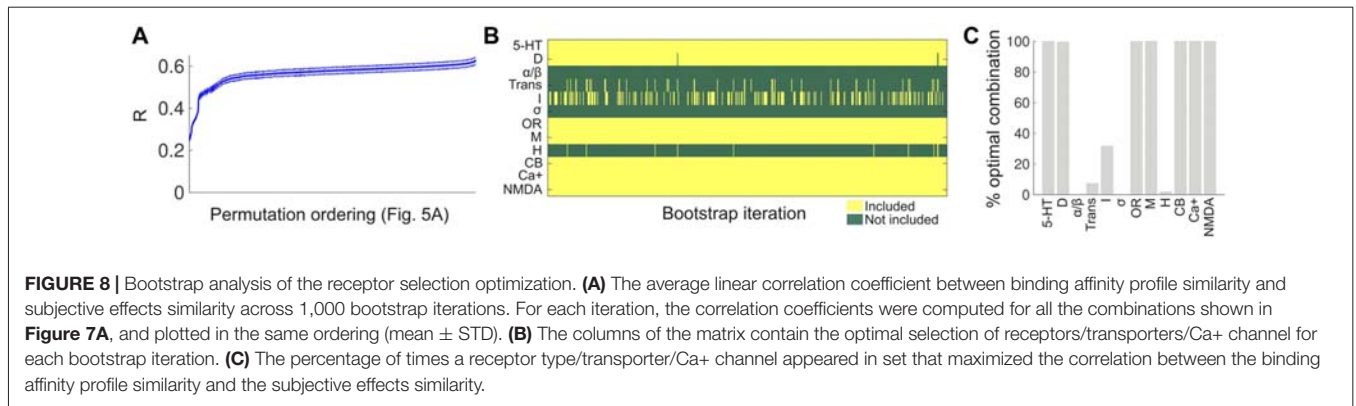 A
0.6
0.4
0.2
0
R
Permutation ordering (Fig. 5A)
B
5-HT
D
α/β
Trans
I
σ
OR
M
H
CB
Ca+
NMDA
Bootstrap iteration
Included
Not included
C
100
80
60
40
20
0
% optimal combination
5-HT
D
α/β
Trans
I
σ
OR
M
H
CB
Ca+
NMDA
FIGURE 8 | Bootstrap analysis of the receptor selection optimization. (A) The average linear correlation coefficient between binding affinity profile similarity and
subjective effects similarity across 1,000 bootstrap iterations. For each iteration, the correlation coefficients were computed for all the combinations shown in
Figure 7A, and plotted in the same ordering (mean ± STD). (B) The columns of the matrix contain the optimal selection of receptors/transporters/Ca+ channel for
each bootstrap iteration. (C) The percentage of times a receptor type/transporter/Ca+ channel appeared in set that maximized the correlation between the binding
affinity profile similarity and the subjective effects similarity.